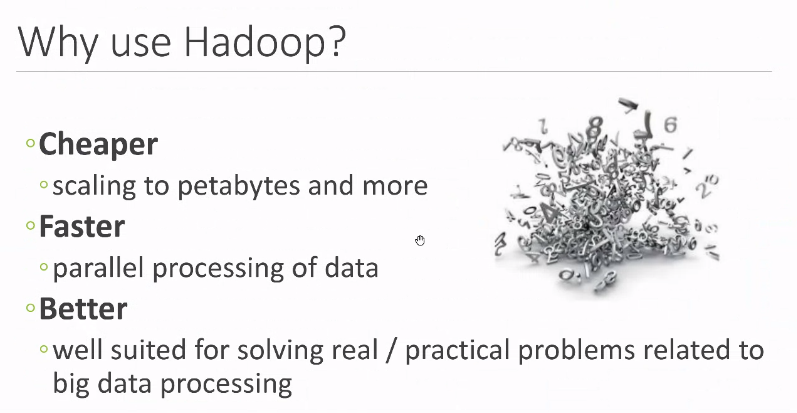 Why use Hadoop?
Cheaper
scaling to petabytes and more
Faster
parallel processing of data
Better
well suited for solving real / practical problems related to
big data processing